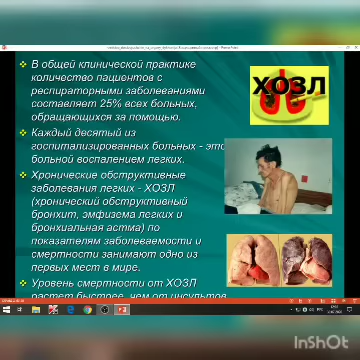 В общей клинической практике
количество пациентов с
респираторными заболеваниями
составляет 25% всех больных,
обращающихся за помощью.
Каждый десятый из
госпитализированных больных - это
больной воспалением легких.
Хронические обструктивные
заболевания легких - ХОЗЛ
(хронический обструктивный
бронхит, эмфизема легких и
бронхиальная астма) по
показателям заболеваемости и
смертности занимают одно из
первых мест в мире.
Уровень смертности от ХОЗЛ
растет быстрее, чем от инсультов
ХОЗЛ
InShOt